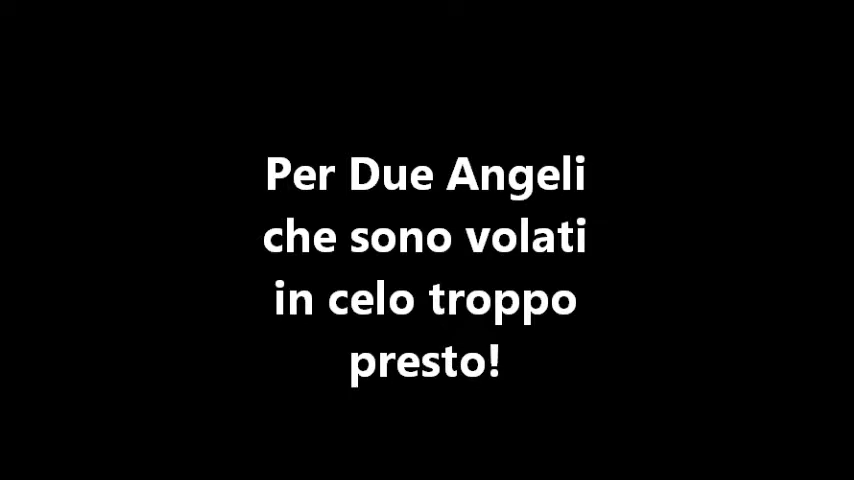 Per Due Angeli
che sono volati
in celo troppo
presto!